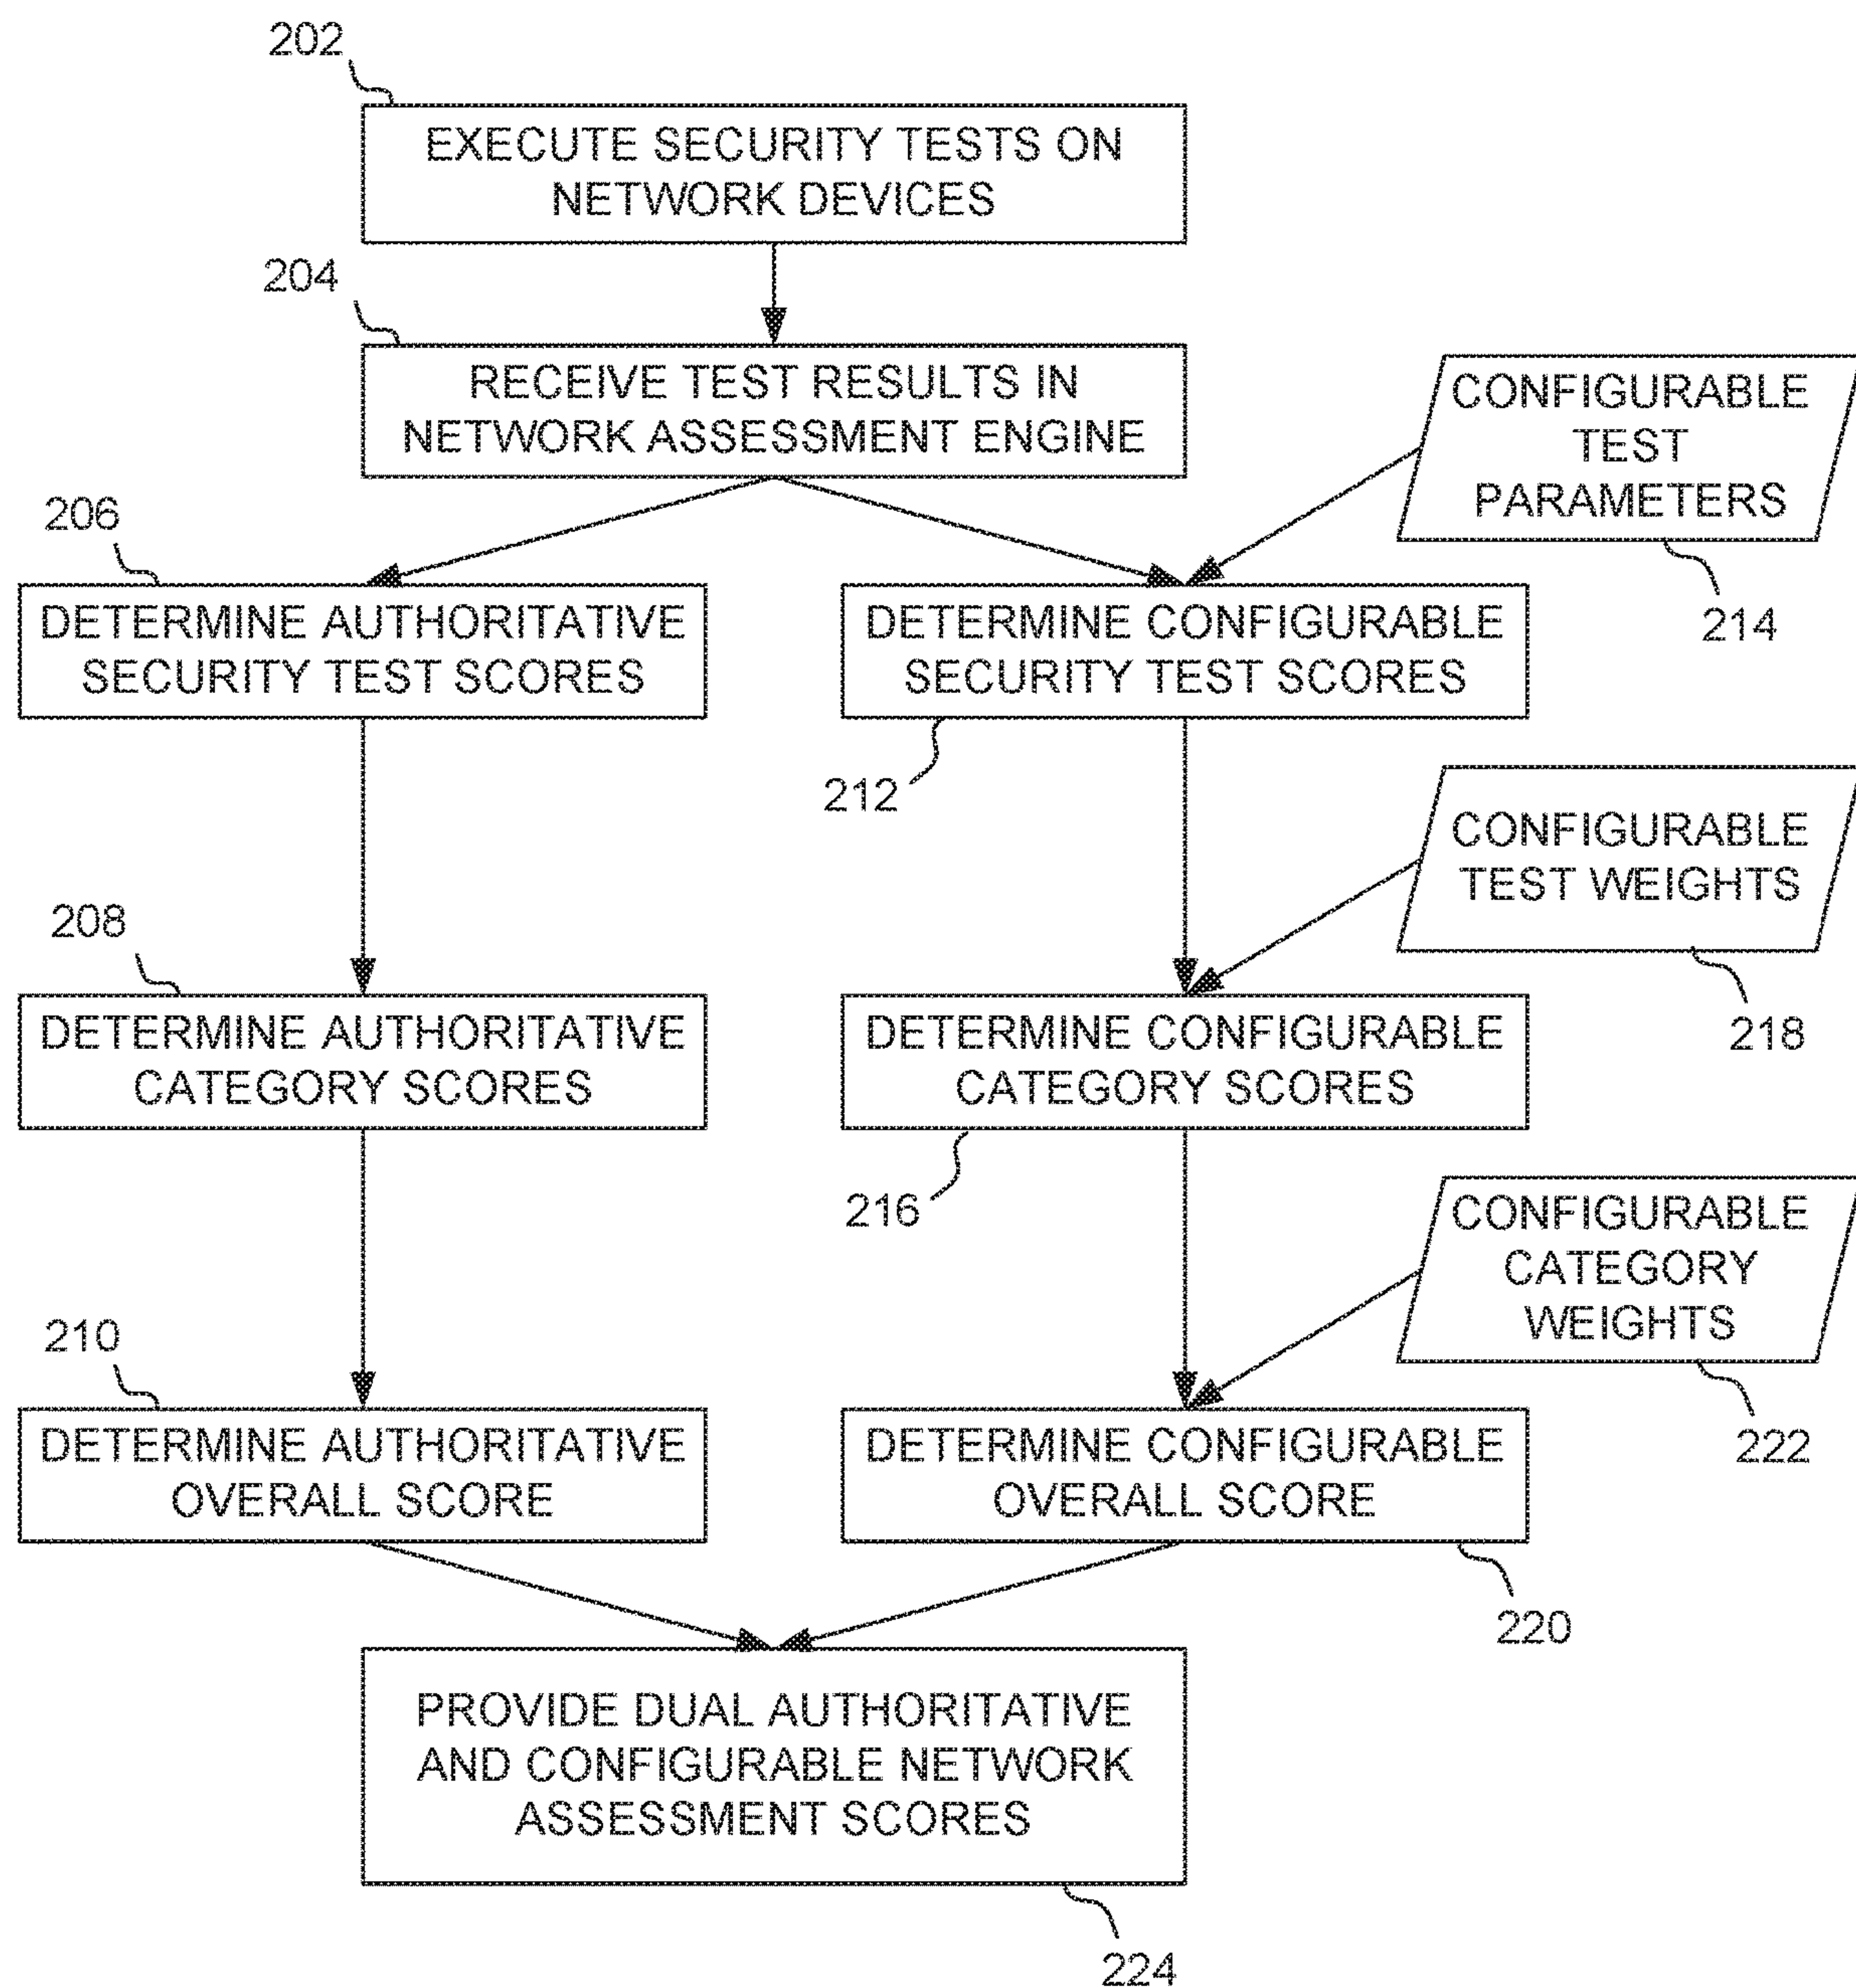 202
EXECUTE SECURITY TESTS ON
NETWORK DEVICES
204
RECEIVE TEST RESULTS IN
NETWORK ASSESSMENT ENGINE
CONFIGURABLE
TEST
PARAMETERS
214
206
DETERMINE AUTHORITATIVE
SECURITY TEST SCORES
DETERMINE CONFIGURABLE
SECURITY TEST SCORES
212
CONFIGURABLE
TEST WEIGHTS
218
208
DETERMINE AUTHORITATIVE
CATEGORY SCORES
DETERMINE CONFIGURABLE
CATEGORY SCORES
216
CONFIGURABLE
CATEGORY
WEIGHTS
222
210
DETERMINE AUTHORITATIVE
OVERALL SCORE
DETERMINE CONFIGURABLE
OVERALL SCORE
220
PROVIDE DUAL AUTHORITATIVE
AND CONFIGURABLE NETWORK
ASSESSMENT SCORES
224